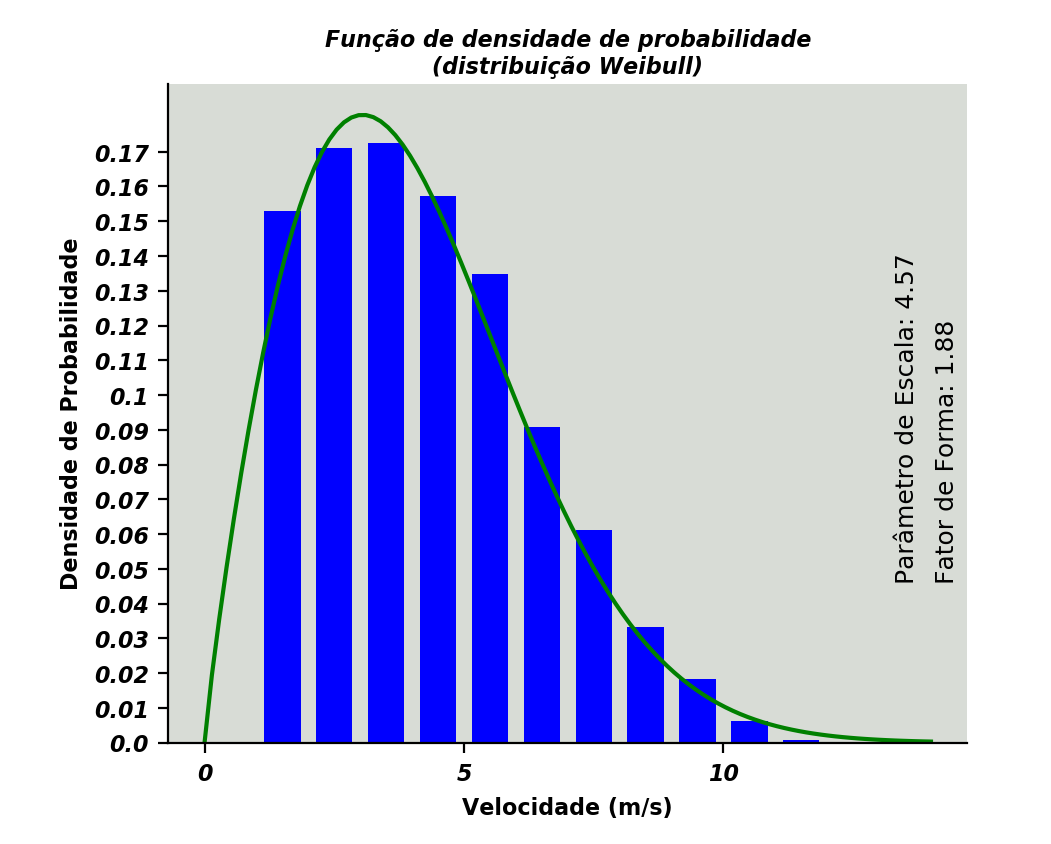 Função de densidade de probabilidade
(distribuição Weibull)
Densidade de Probabilidade
0.17
0.16
0.15
0.14
0.13
0.12
0.11
0.1
0.09
0.08
0.07
0.06
0.05
0.04
0.03
0.02
0.01
0.0
0 5 10
Velocidade (m/s)
Parâmetro de Escala: 4.57
Fator de Forma: 1.88